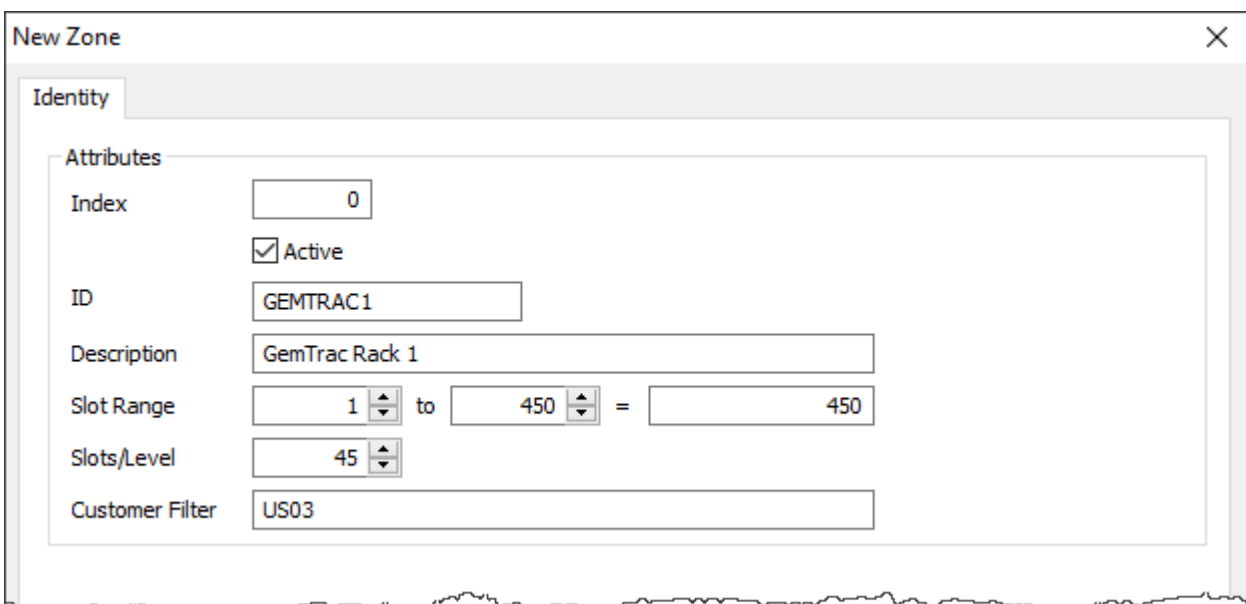 New Zone
Identity
Attributes
Index 0
Active
ID GEMTRAC1
Description GemTrac Rack 1
Slot Range 1 to 450 = 450
Slots/Level 45
Customer Filter US03